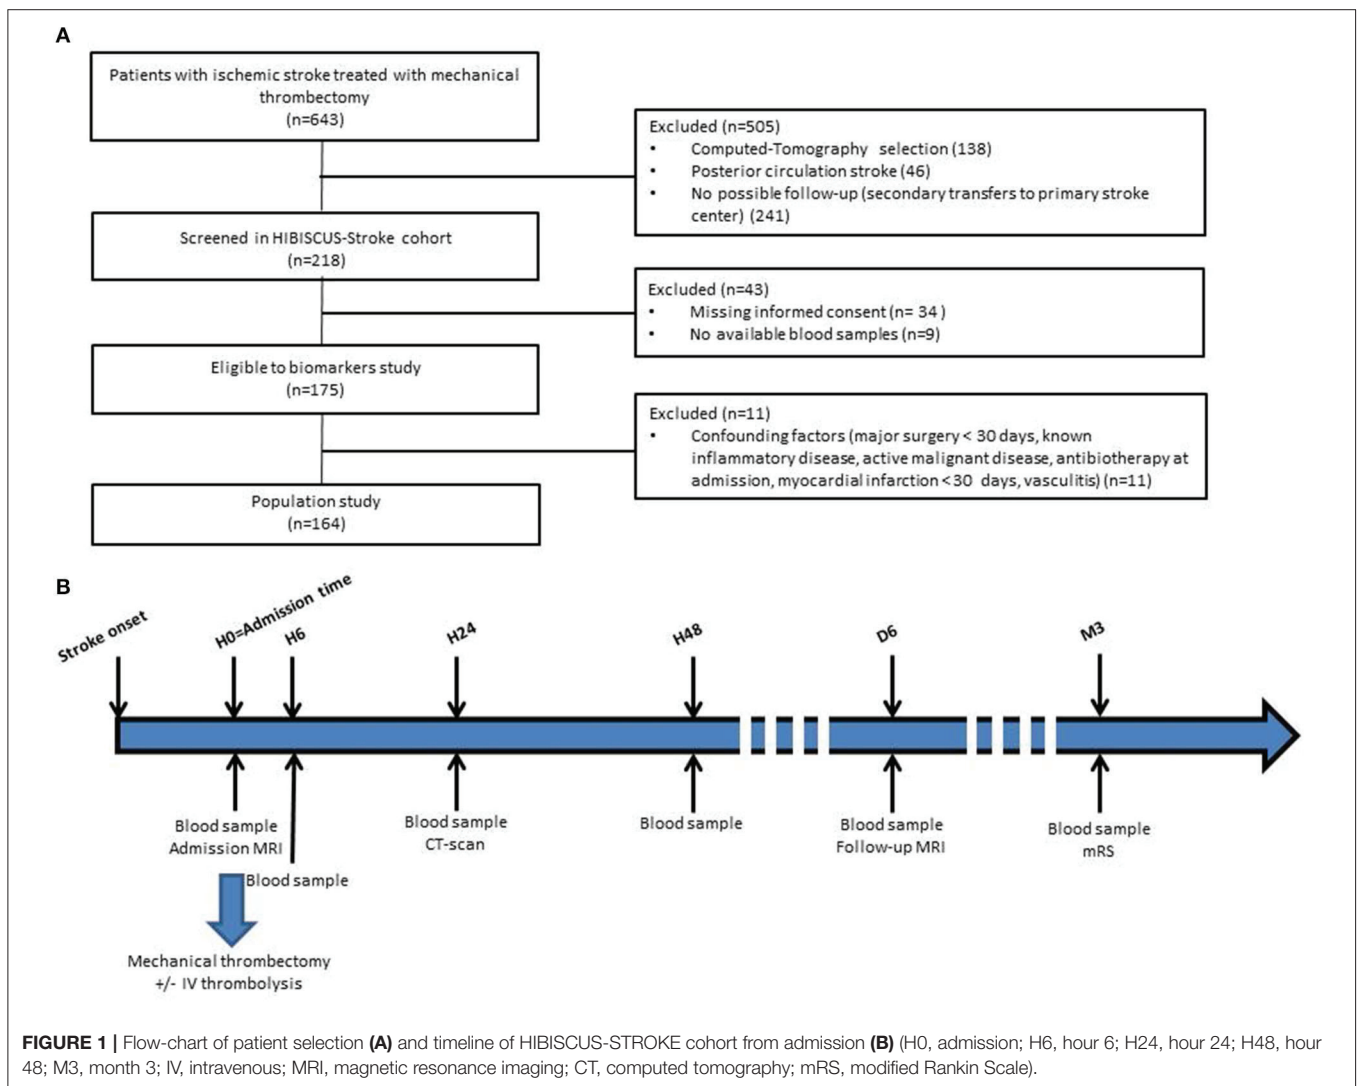 A
Patients with ischemic stroke treated with mechanical
thrombectomy
(n=643)
Excluded (n=505)
• Computed-Tomography selection (138)
• Posterior circulation stroke (46)
• No possible follow-up (secondary transfers to primary stroke
center) (241)
Screened in HIBISCUS-Stroke cohort
(n=218)
Excluded (n=43)
• Missing informed consent (n= 34 )
• No available blood samples (n=9)
Eligible to biomarkers study
(n=175)
Excluded (n=11)
• Confounding factors (major surgery < 30 days, known
inflammatory disease, active malignant disease, antibiotherapy at
admission, myocardial infarction <30 days, vasculitis) (n=11)
Population study
(n=164)
B
Stroke onset
H0=Admission time
H6
H24
H48
D6
M3
Blood sample
Admission MRI
Blood sample
Blood sample
CT-scan
Blood sample
Blood sample
Follow-up MRI
Blood sample
mRS
Mechanical thrombectomy
+/- IV thrombolysis
FIGURE 1 | Flow-chart of patient selection (A) and timeline of HIBISCUS-STROKE cohort from admission (B) (H0, admission; H6, hour 6; H24, hour 24; H48, hour
48; M3, month 3; IV, intravenous; MRI, magnetic resonance imaging; CT, computed tomography; mRS, modified Rankin Scale).